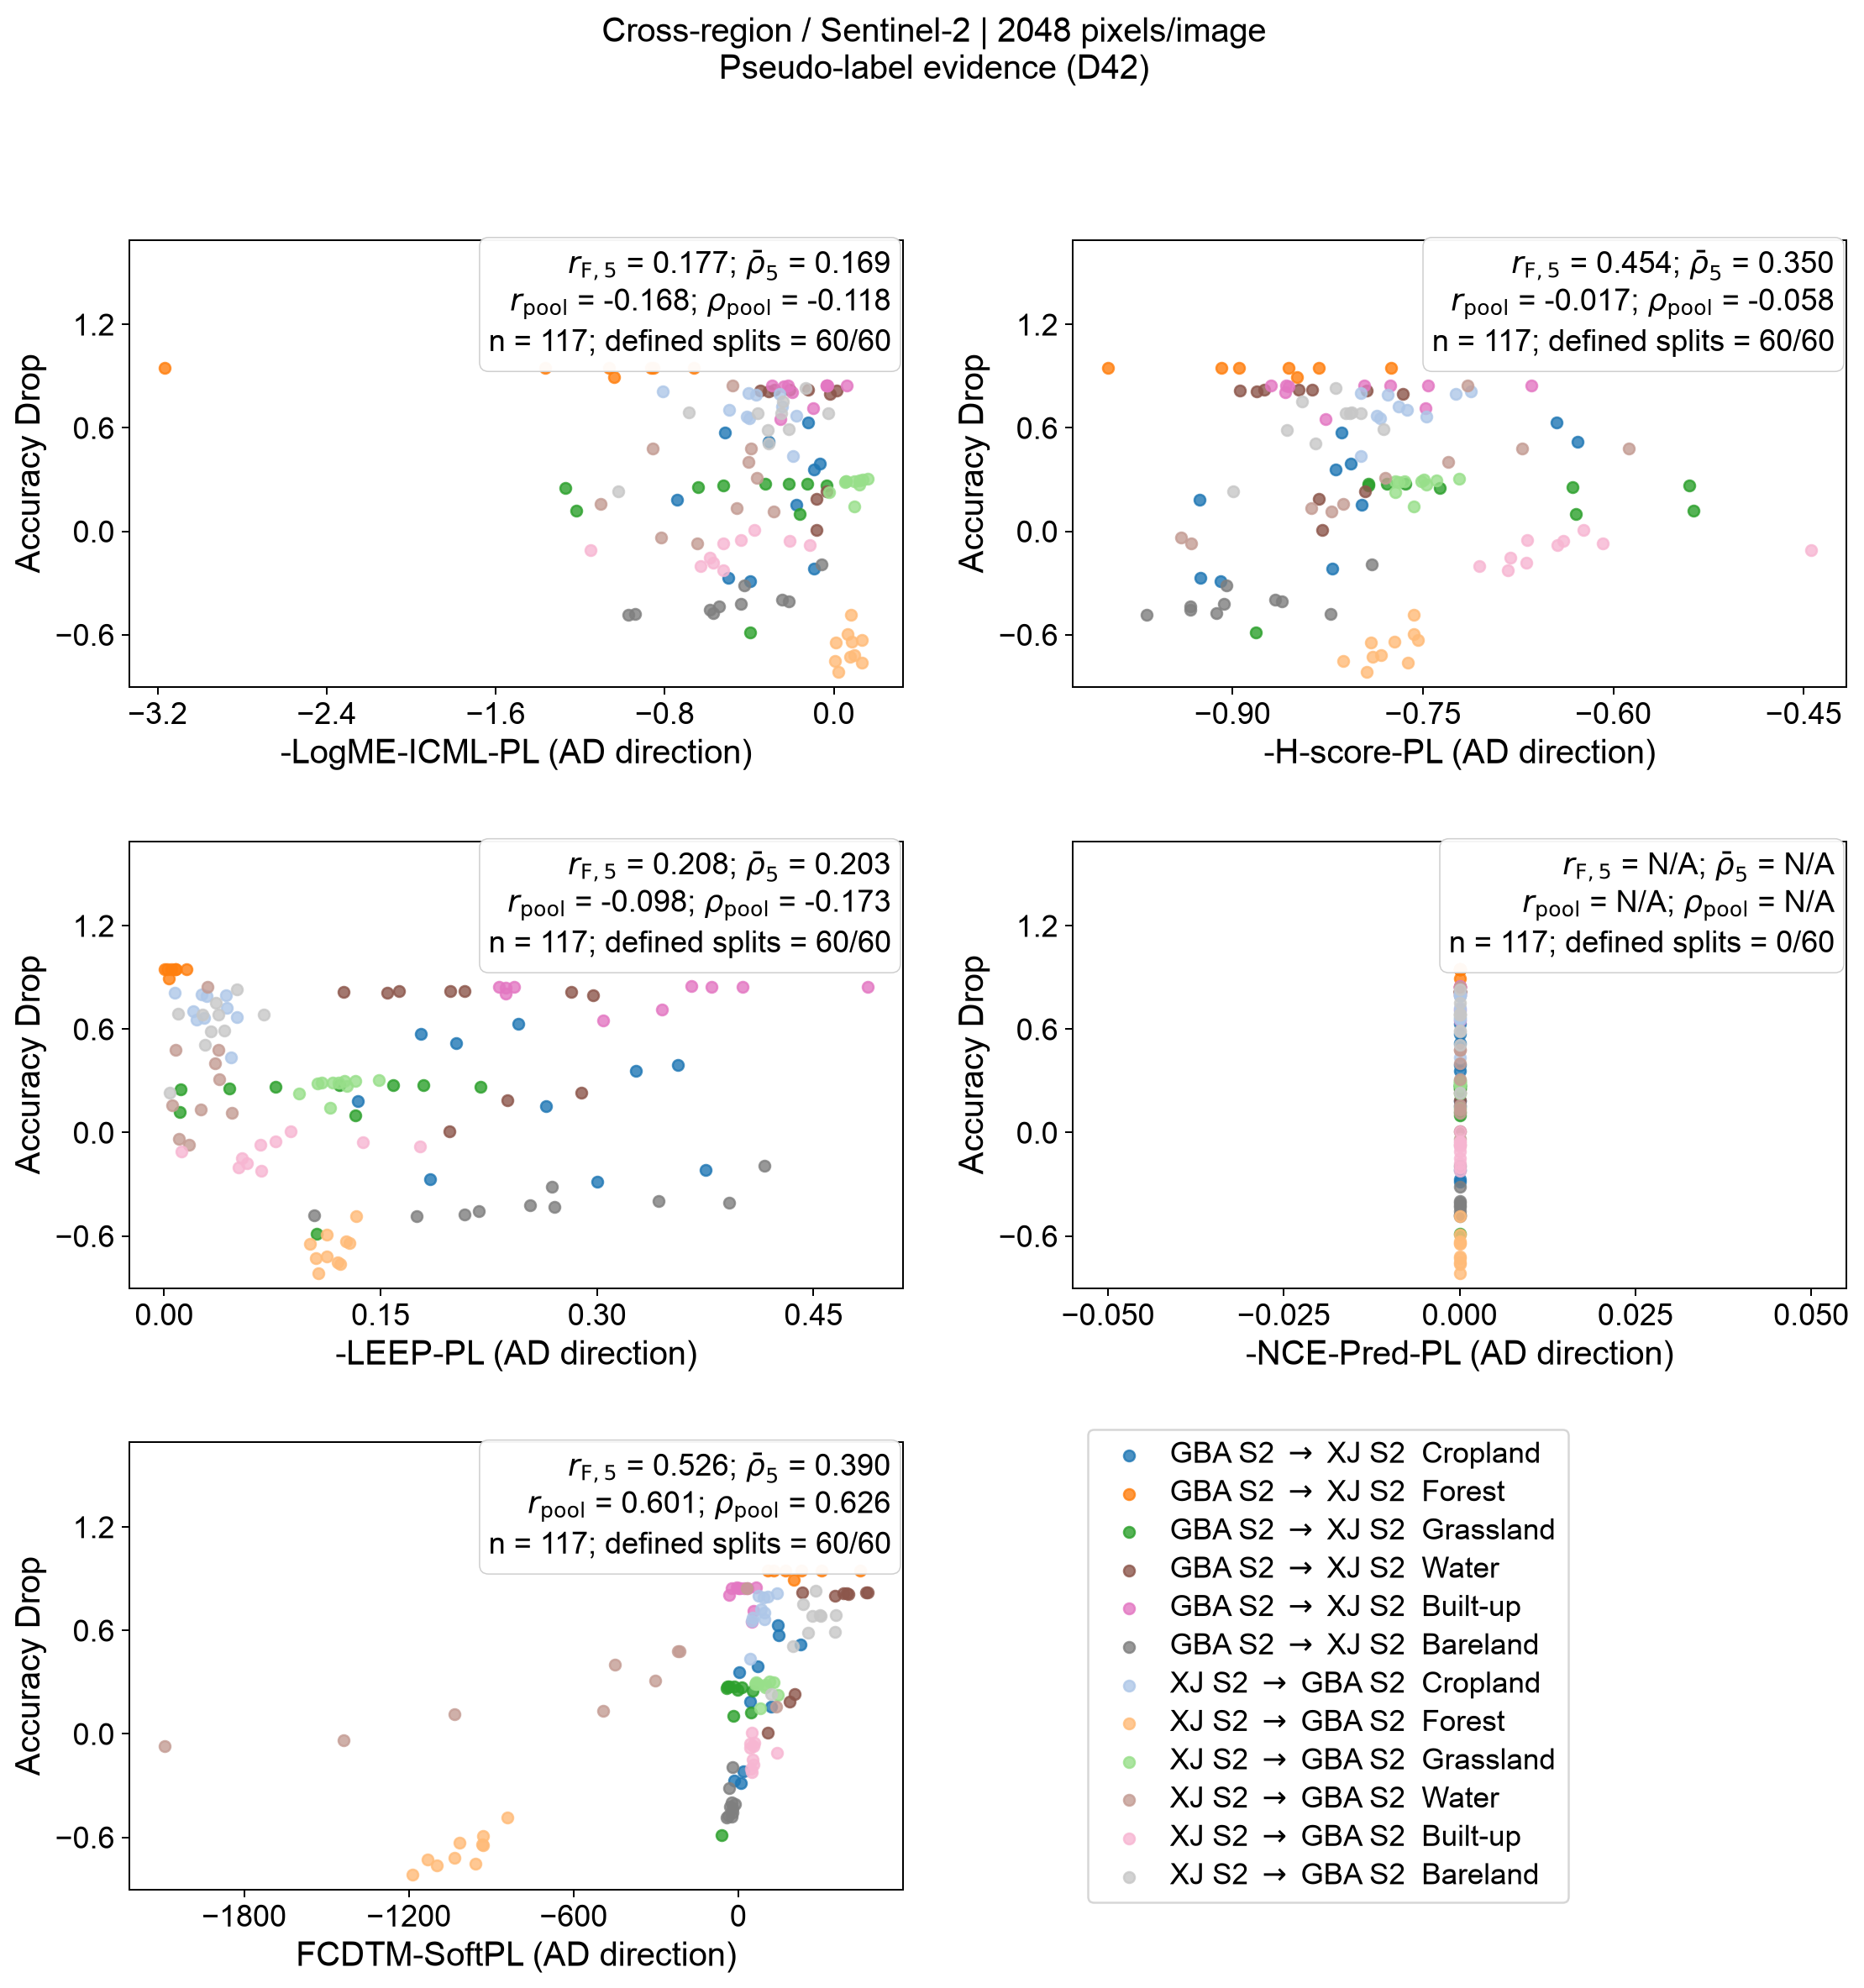 Cross-region / Sentinel-2 | 2048 pixels/image
Pseudo-label evidence (D42)
r_F,5 = 0.177; ρ̄_5 = 0.169
r_pool = -0.168; ρ_pool = -0.118
n = 117; defined splits = 60/60
Accuracy Drop
1.2
0.6
0.0
−0.6
−3.2
−2.4
−1.6
−0.8
0.0
-LogME-ICML-PL (AD direction)
r_F,5 = 0.454; ρ̄_5 = 0.350
r_pool = -0.017; ρ_pool = -0.058
n = 117; defined splits = 60/60
Accuracy Drop
1.2
0.6
0.0
−0.6
−0.90
−0.75
−0.60
−0.45
-H-score-PL (AD direction)
r_F,5 = 0.208; ρ̄_5 = 0.203
r_pool = -0.098; ρ_pool = -0.173
n = 117; defined splits = 60/60
Accuracy Drop
1.2
0.6
0.0
−0.6
0.00
0.15
0.30
0.45
-LEEP-PL (AD direction)
r_F,5 = N/A; ρ̄_5 = N/A
r_pool = N/A; ρ_pool = N/A
n = 117; defined splits = 0/60
Accuracy Drop
1.2
0.6
0.0
−0.6
−0.050
−0.025
0.000
0.025
0.050
-NCE-Pred-PL (AD direction)
r_F,5 = 0.526; ρ̄_5 = 0.390
r_pool = 0.601; ρ_pool = 0.626
n = 117; defined splits = 60/60
Accuracy Drop
1.2
0.6
0.0
−0.6
−1800
−1200
−600
0
FCDTM-SoftPL (AD direction)
GBA S2 → XJ S2 Cropland
GBA S2 → XJ S2 Forest
GBA S2 → XJ S2 Grassland
GBA S2 → XJ S2 Water
GBA S2 → XJ S2 Built-up
GBA S2 → XJ S2 Bareland
XJ S2 → GBA S2 Cropland
XJ S2 → GBA S2 Forest
XJ S2 → GBA S2 Grassland
XJ S2 → GBA S2 Water
XJ S2 → GBA S2 Built-up
XJ S2 → GBA S2 Bareland